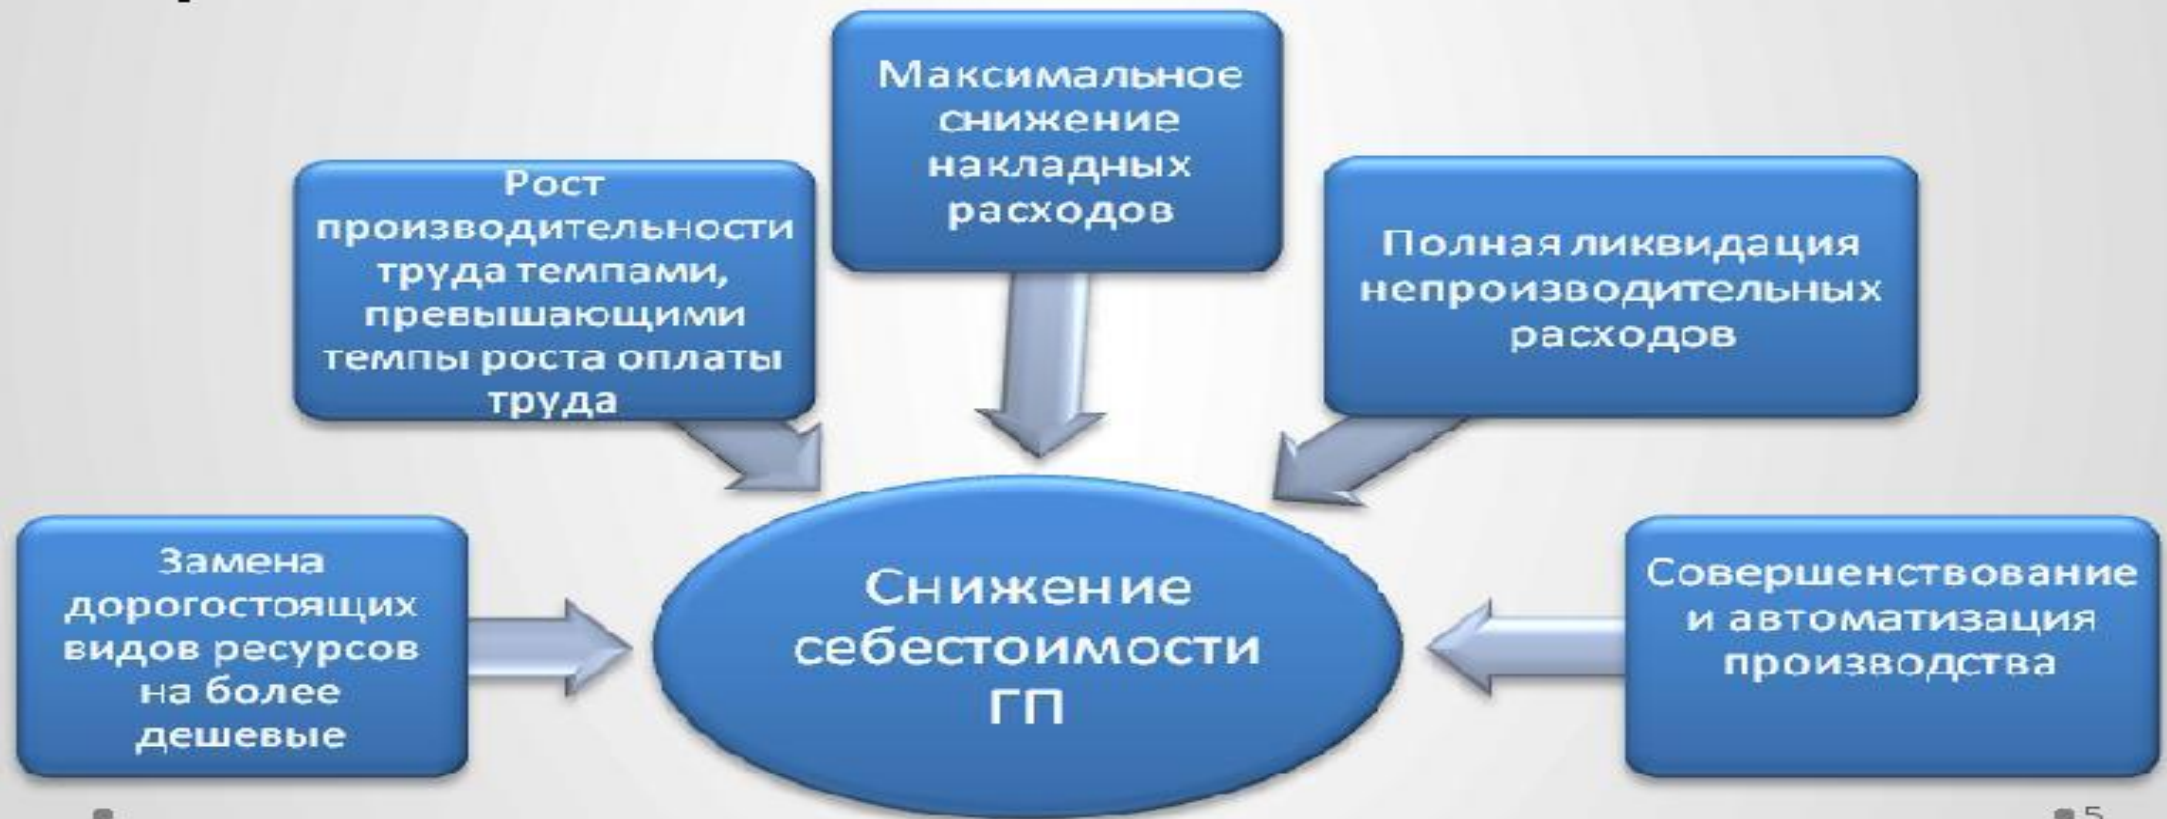 Максимальное
снижение
накладных
расходов
Рост
производительности
труда темпами,
превышающими
темпы роста оплаты
труда
Полная ликвидация
непроизводительных
расходов
Замена
дорогостоящих
видов ресурсов
на более
дешевые
Снижение
себестоимости
ГП
Совершенствование
и автоматизация
производства
5